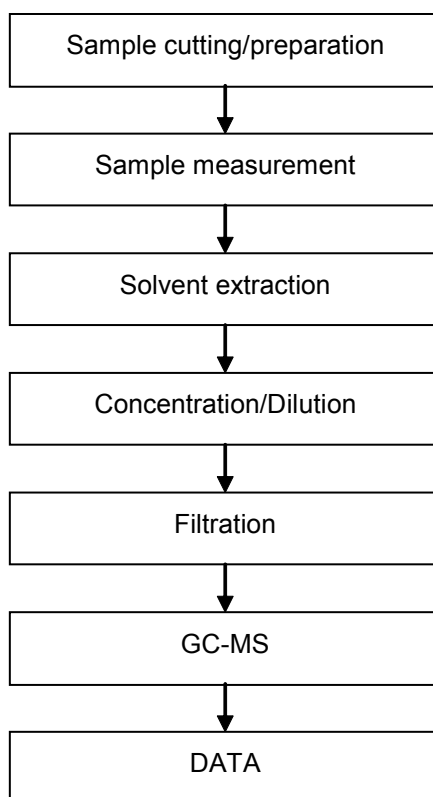 Sample cutting/preparation
Sample measurement
Solvent extraction
Concentration/Dilution
Filtration
GC-MS
DATA